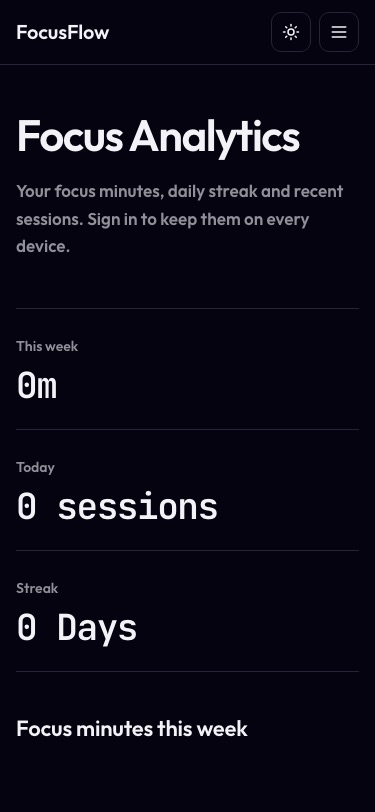 FocusFlow
Focus Analytics
Your focus minutes, daily streak and recent
sessions. Sign in to keep them on every
device.
This week
0m
Today
0 sessions
Streak
0 Days
Focus minutes this week